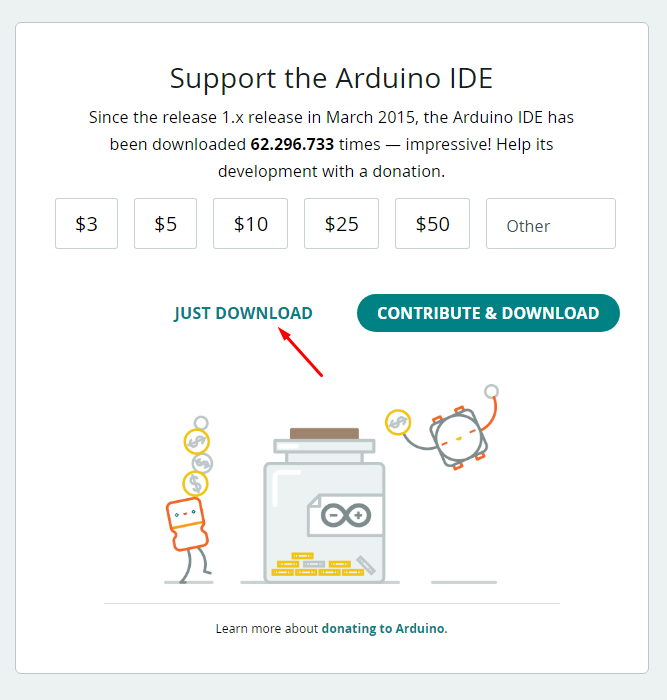 Support the Arduino IDE
Since the release 1.x release in March 2015, the Arduino IDE has
been downloaded 62.296.733 times — impressive! Help its
development with a donation.
$3 $5 $10 $25 $50 Other
JUST DOWNLOAD CONTRIBUTE & DOWNLOAD
Learn more about donating to Arduino.